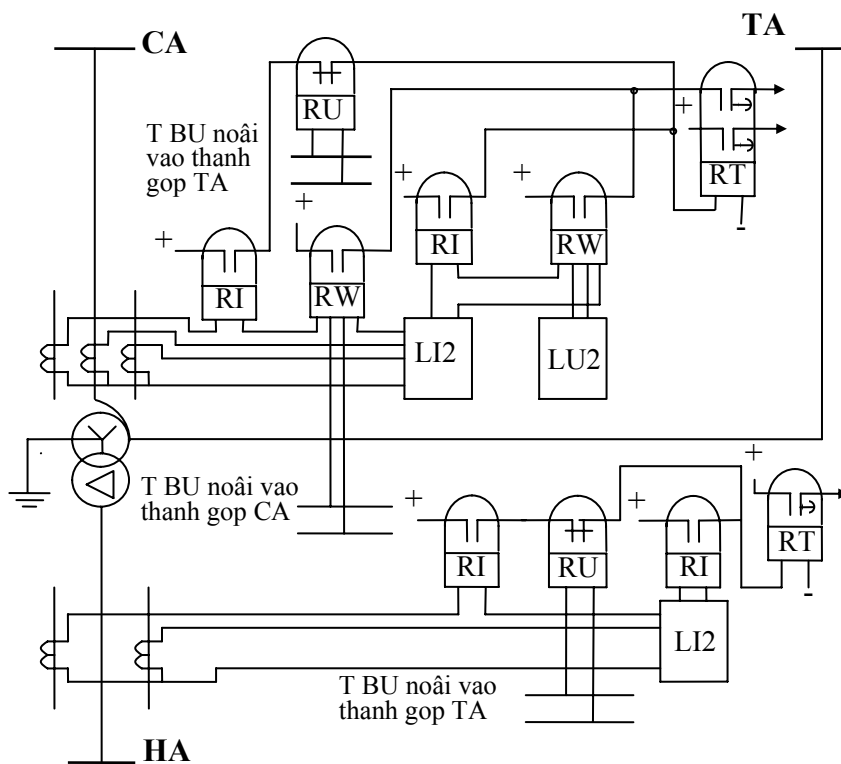 CA
TA
RU
T BU noâi
vao thanh
gop TA
+
RT
+
+
+
+
-
RI
RW
RI
RW
LI2
LU2
T BU noâi vao
thanh gop CA
+
+
+
RI
RU
RI
RT
-
LI2
T BU noâi vao
thanh gop TA
HA